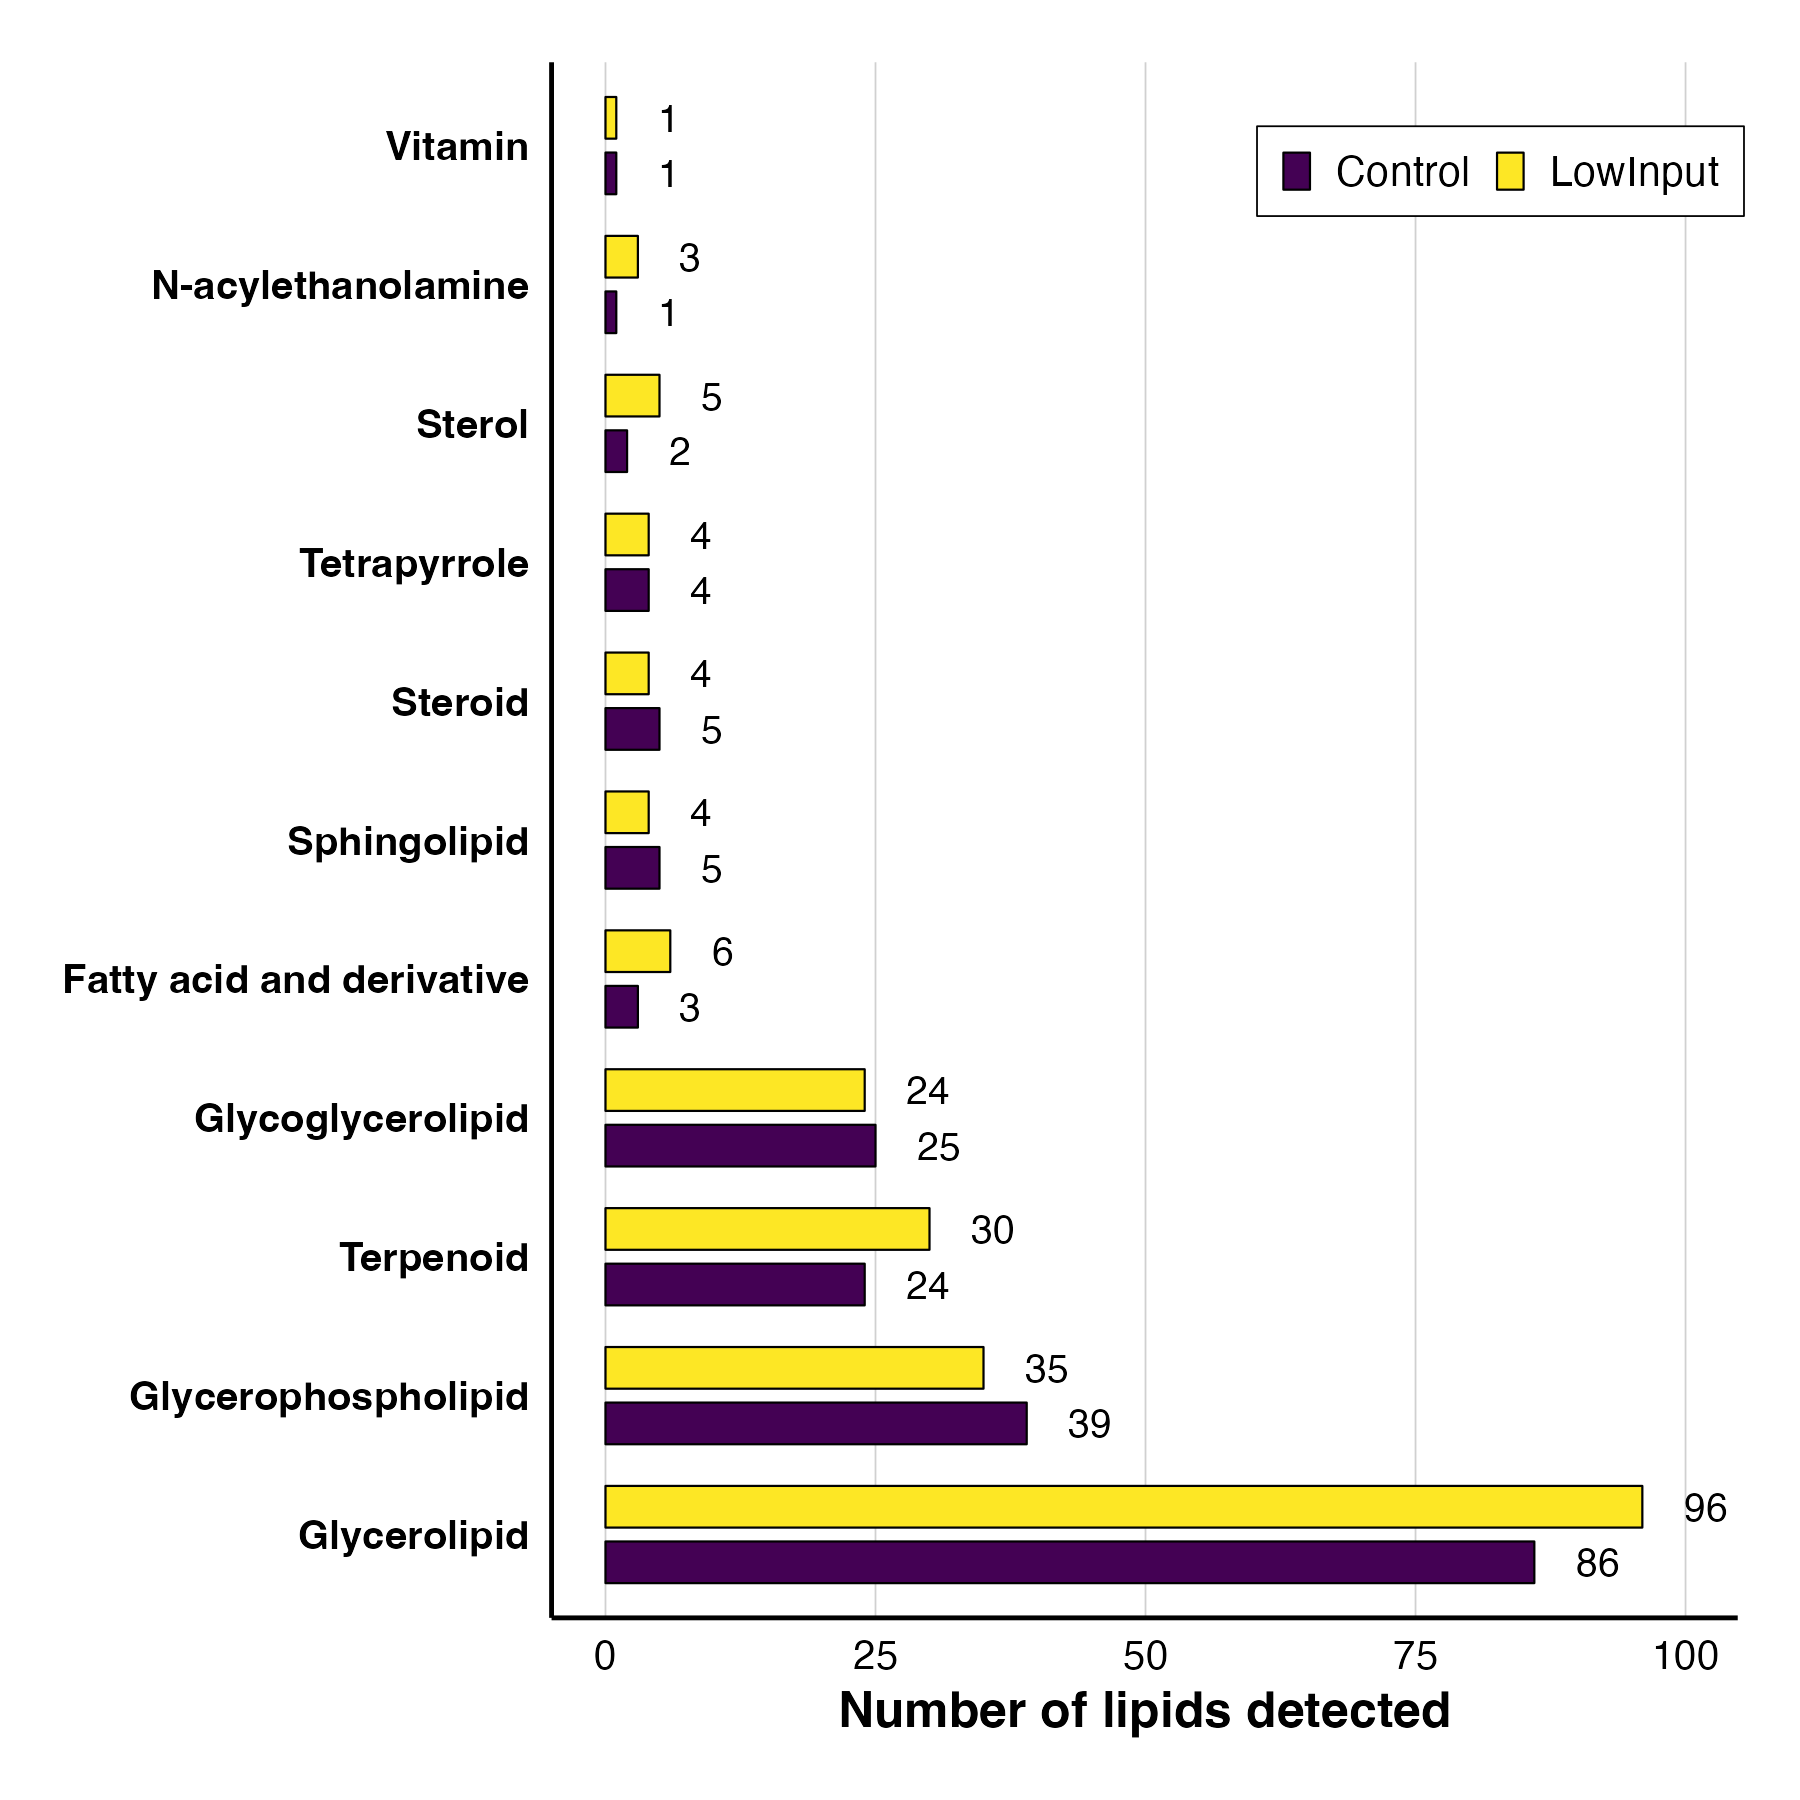 Control LowInput
Vitamin
1
1
N-acylethanolamine
3
1
Sterol
5
2
Tetrapyrrole
4
4
Steroid
4
5
Sphingolipid
4
5
Fatty acid and derivative
6
3
Glycoglycerolipid
24
25
Terpenoid
30
24
Glycerophospholipid
35
39
Glycerolipid
96
86
0 25 50 75 100
Number of lipids detected